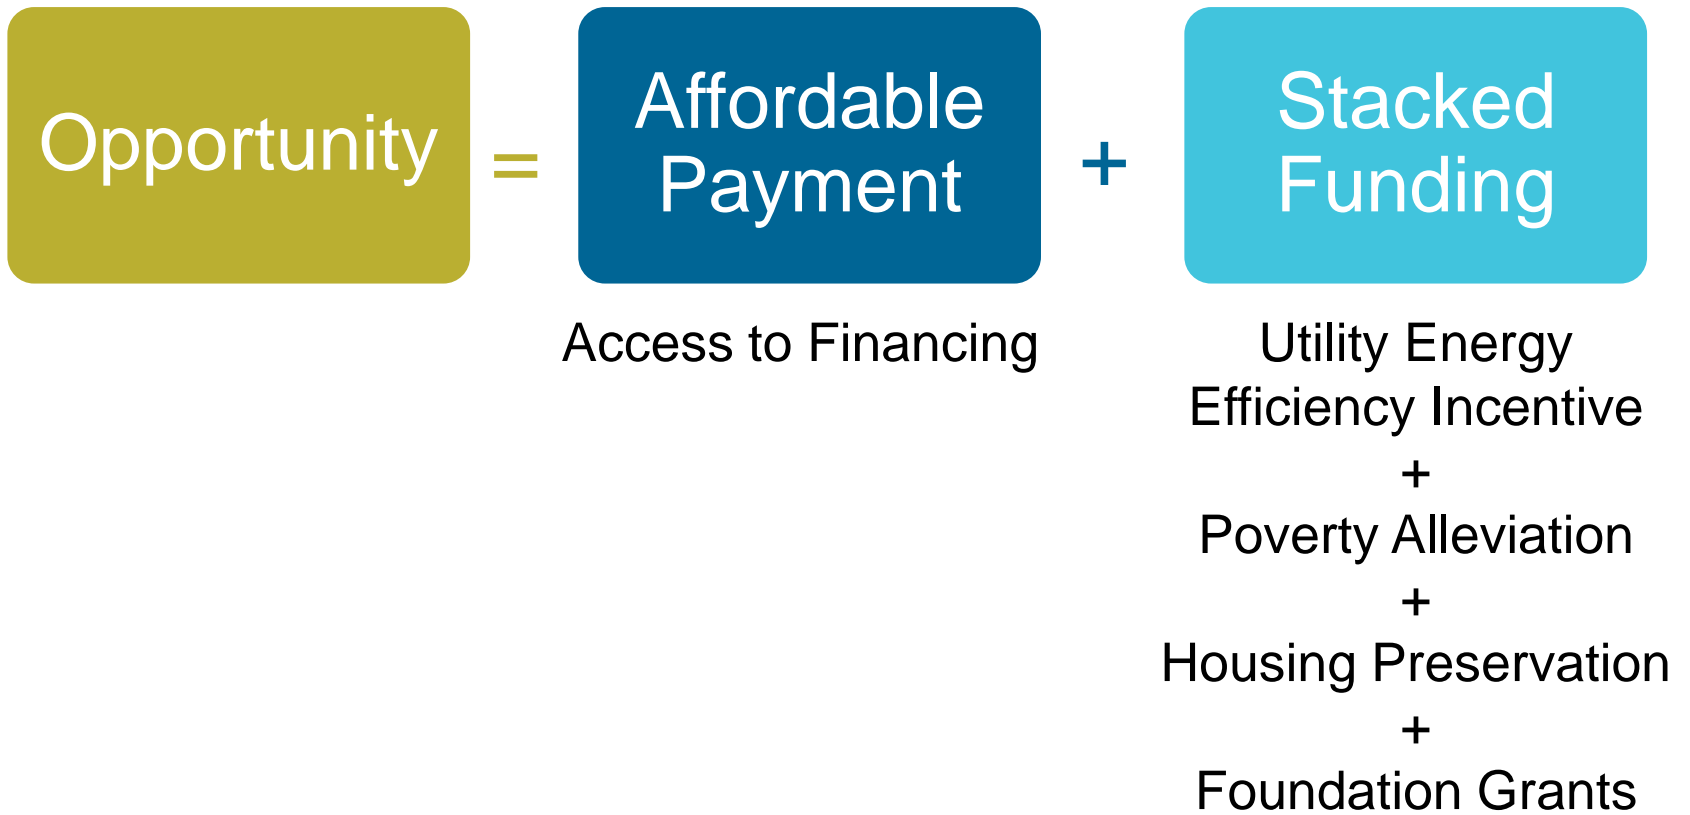 Opportunity
=
Affordable
Payment
+
Stacked
Funding
Access to Financing
Utility Energy
Efficiency Incentive
+
Poverty Alleviation
+
Housing Preservation
+
Foundation Grants